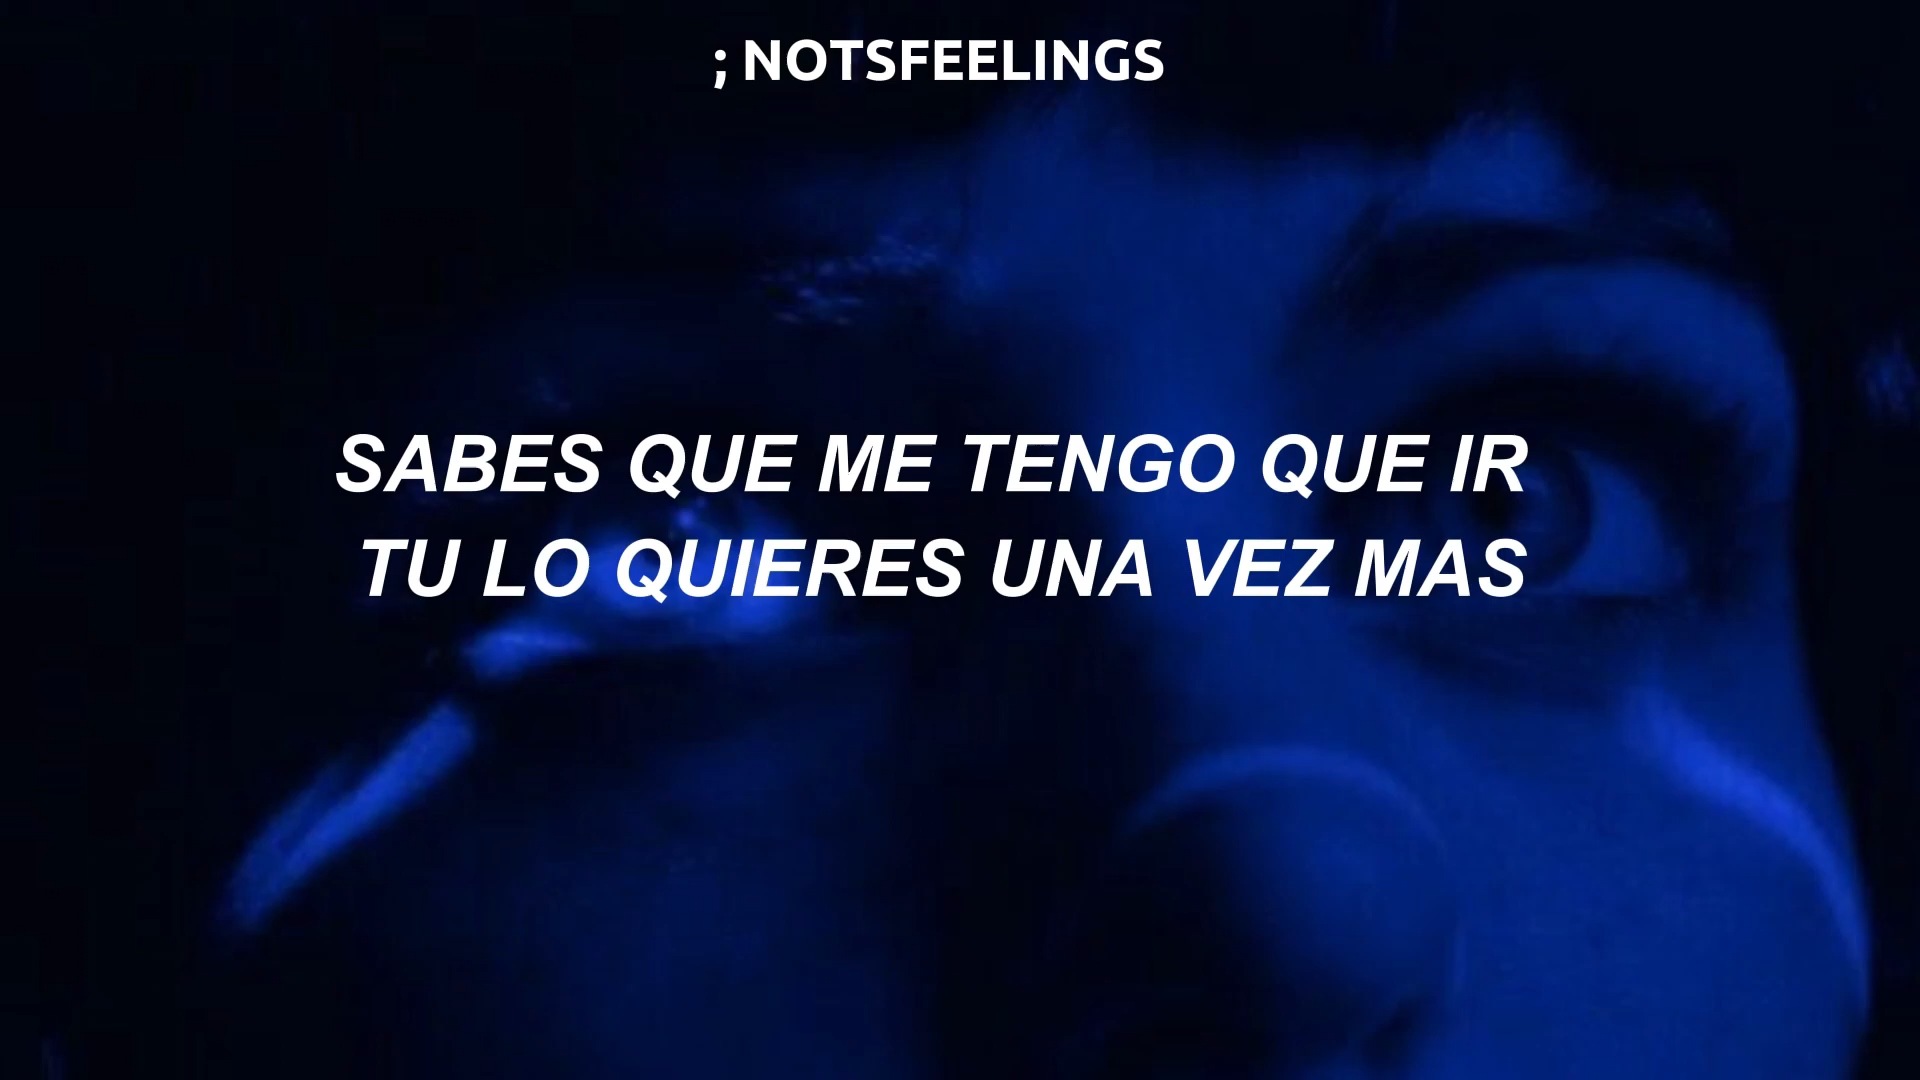 ; NOTSFEELINGS
SABES QUE ME TENGO QUE IR
TU LO QUIERES UNA VEZ MAS